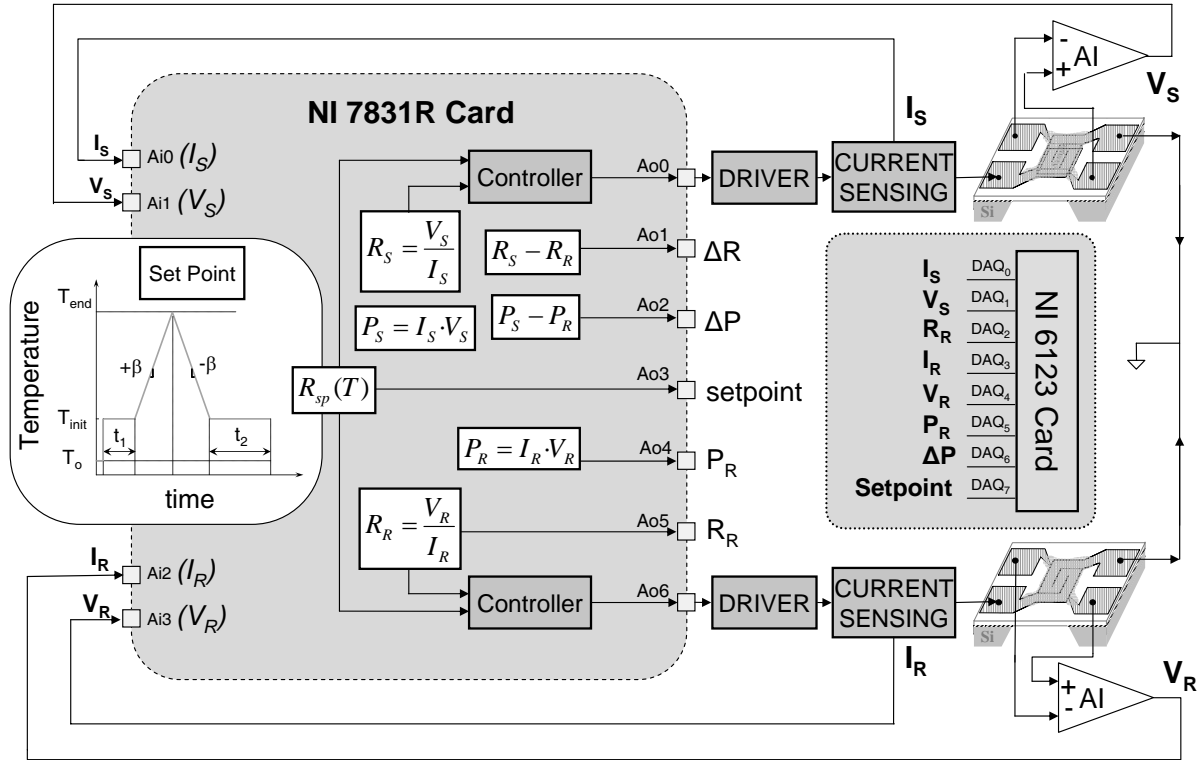 AI
-
+
V_S
NI 7831R Card
I_S
I_S
Ai0 (I_S)
V_S
Ai1 (V_S)
Controller
Ao0
DRIVER
CURRENT
SENSING
Si
Set Point
Temperature
T_end
+β
-β
T_init
t_1
t_2
T_o
time
R_S = V_S / I_S
R_S − R_R
Ao1
ΔR
P_S = I_S·V_S
P_S − P_R
Ao2
ΔP
R_sp(T)
Ao3
setpoint
P_R = I_R·V_R
Ao4
P_R
R_R = V_R / I_R
Ao5
R_R
I_S DAQ_0
V_S DAQ_1
R_R DAQ_2
I_R DAQ_3
V_R DAQ_4
P_R DAQ_5
ΔP DAQ_6
Setpoint DAQ_7
NI 6123 Card
I_R
Ai2 (I_R)
V_R
Ai3 (V_R)
Controller
Ao6
DRIVER
CURRENT
SENSING
I_R
Si
+
-
AI
V_R